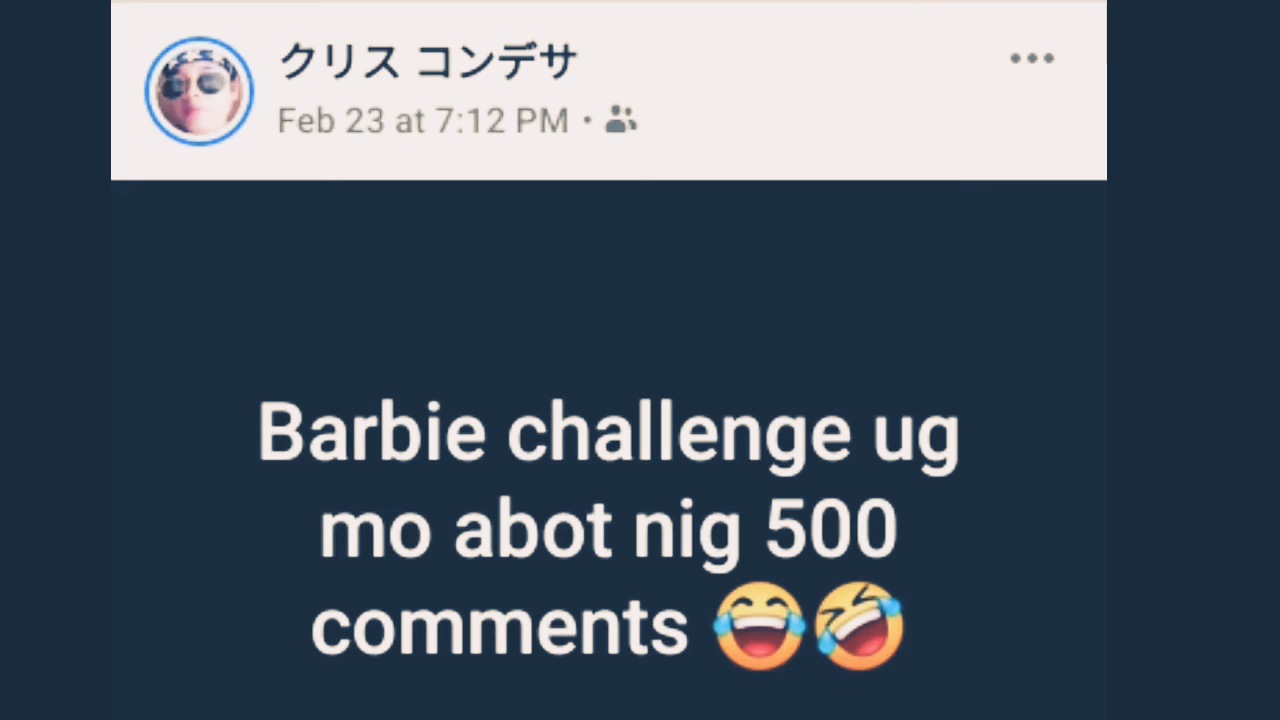 クリス コンデサ
Feb 23 at 7:12 PM •
Barbie challenge ug
mo abot nig 500
comments 😂🤣